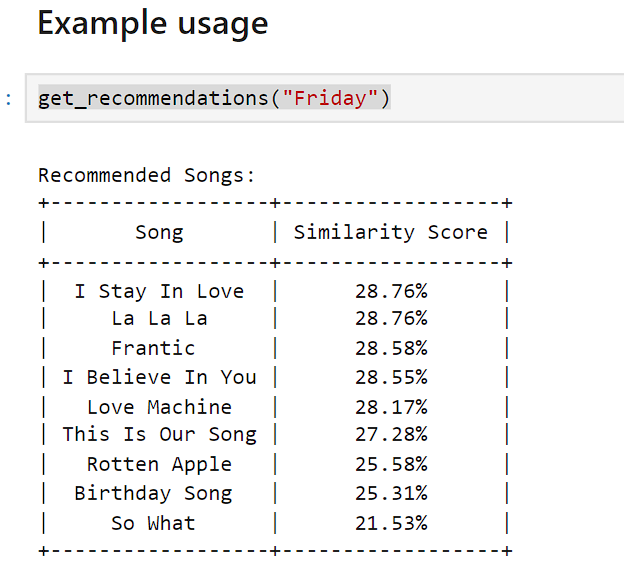 Example usage
: get_recommendations("Friday")
Recommended Songs:
+------------------+------------------+
|       Song       | Similarity Score |
+------------------+------------------+
|  I Stay In Love  |      28.76%      |
|     La La La     |      28.76%      |
|     Frantic      |      28.58%      |
| I Believe In You |      28.55%      |
|   Love Machine   |      28.17%      |
| This Is Our Song |      27.28%      |
|   Rotten Apple   |      25.58%      |
|  Birthday Song   |      25.31%      |
|     So What      |      21.53%      |
+------------------+------------------+